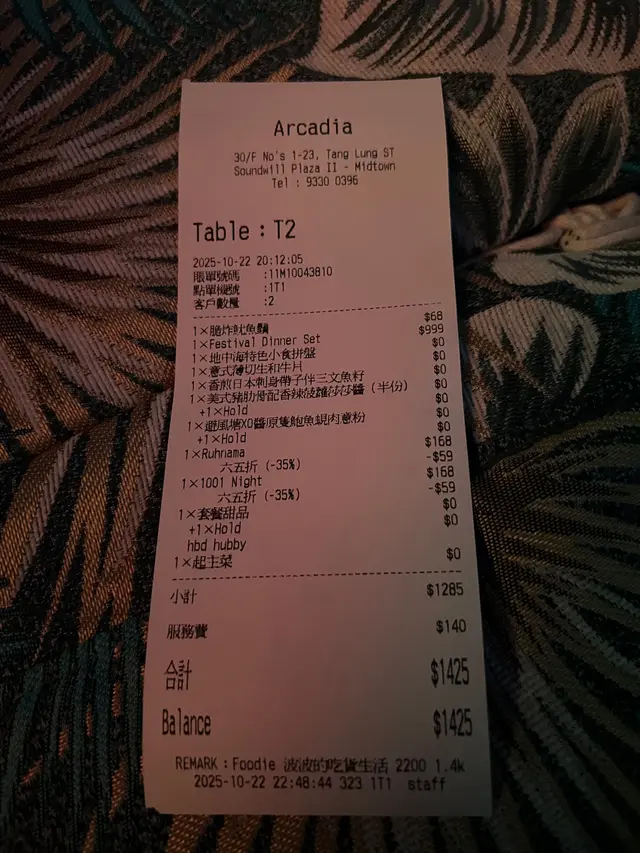 Arcadia
30/F No's 1-23, Tang Lung ST
Soundwill Plaza II - Midtown
Tel : 9330 0396
Table : T2
2025-10-22 20:12:05
賬單號碼 :11M10043810
點單檯號 :1T1
客戶數量 :2
1×脆炸魷魚鬚 $68
1×Festival Dinner Set $999
1×地中海特色小食拼盤 $0
1×意式薄切生和牛片 $0
1×香煎日本刺身帶子伴三文魚籽 $0
1×美式豬肋骨配香辣菠蘿莎莎醬 (半份) $0
+1×Hold $0
1×避風塘XO醬原隻鮑魚蜆肉意粉 $0
+1×Hold $0
1×Ruhnama $168
六五折 (-35%) -$59
1×1001 Night $168
六五折 (-35%) -$59
1×套餐甜品 $0
+1×Hold $0
hbd hubby
1×起主菜 $0
小計 $1285
服務費 $140
合計 $1425
Balance $1425
REMARK : Foodie 波波的吃貨生活 2200 1.4k
2025-10-22 22:48:44 323 1T1 staff